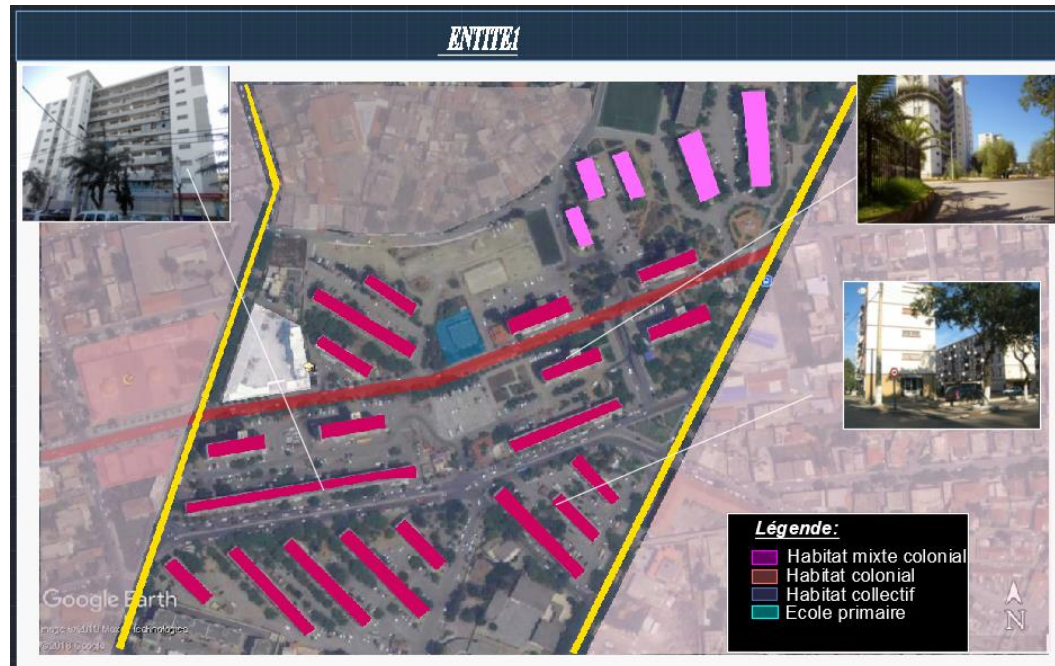 ENTITE1
Légende:
Habitat mixte colonial
Habitat colonial
Habitat collectif
Ecole primaire
Google Earth
N